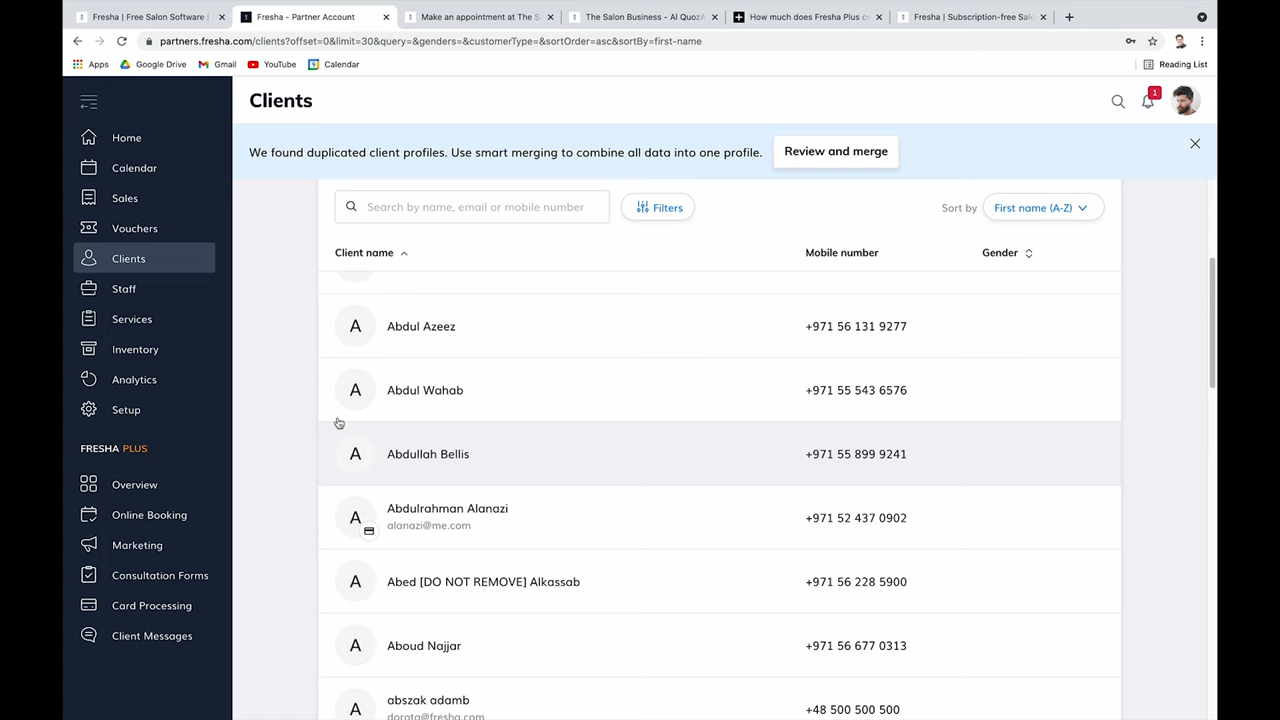 Fresha | Free Salon Software |
Fresha - Partner Account
Make an appointment at The S
The Salon Business - Al QuozA
How much does Fresha Plus co
Fresha | Subscription-free Salo
partners.fresha.com/clients?offset=0&limit=30&query=&genders=&customerType=&sortOrder=asc&sortBy=first-name
Apps
Google Drive
Gmail
YouTube
Calendar
Reading List
Clients
1
We found duplicated client profiles. Use smart merging to combine all data into one profile.
Review and merge
Home
Calendar
Sales
Vouchers
Clients
Staff
Services
Inventory
Analytics
Setup
FRESHA PLUS
Overview
Online Booking
Marketing
Consultation Forms
Card Processing
Client Messages
Search by name, email or mobile number
Filters
Sort by
First name (A-Z)
Client name
Mobile number
Gender
A
Abdul Azeez
+971 56 131 9277
A
Abdul Wahab
+971 55 543 6576
A
Abdullah Bellis
+971 55 899 9241
A
Abdulrahman Alanazi
alanazi@me.com
+971 52 437 0902
A
Abed [DO NOT REMOVE] Alkassab
+971 56 228 5900
A
Aboud Najjar
+971 56 677 0313
A
abszak adamb
dorota@fresha.com
+48 500 500 500